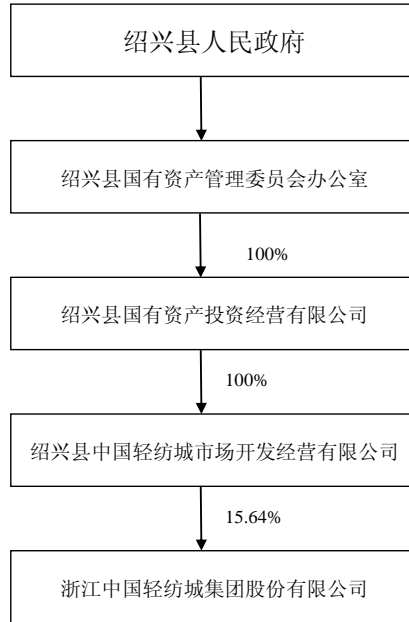 绍兴县人民政府
绍兴县国有资产管理委员会办公室
100%
绍兴县国有资产投资经营有限公司
100%
绍兴县中国轻纺城市场开发经营有限公司
15.64%
浙江中国轻纺城集团股份有限公司